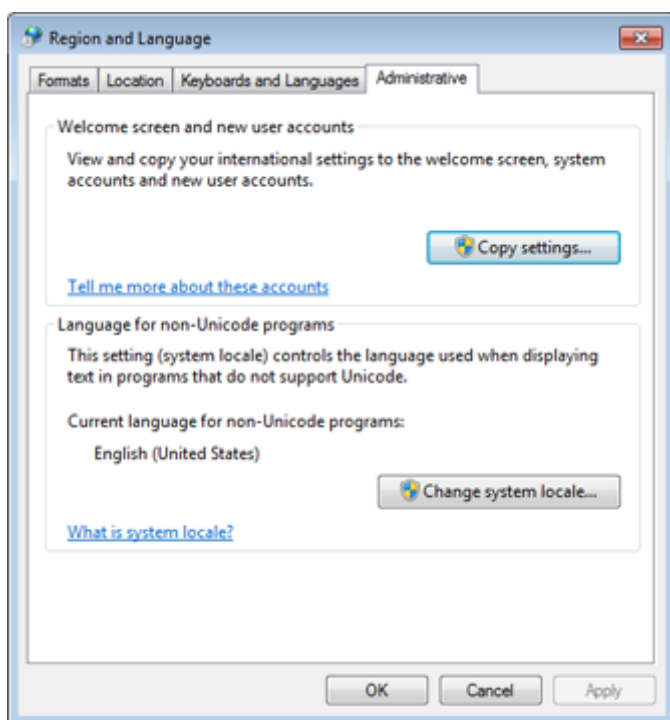 Region and Language
Formats Location Keyboards and Languages Administrative
Welcome screen and new user accounts
View and copy your international settings to the welcome screen, system
accounts and new user accounts.
Copy settings...
Tell me more about these accounts
Language for non-Unicode programs
This setting (system locale) controls the language used when displaying
text in programs that do not support Unicode.
Current language for non-Unicode programs:
English (United States)
Change system locale...
What is system locale?
OK Cancel Apply